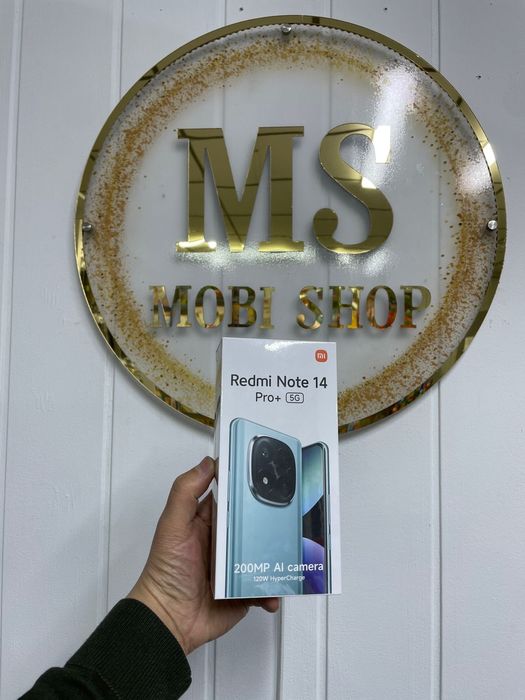 MS
MOBI SHOP
mi
Redmi Note 14
Pro+ 5G
200MP AI camera
120W HyperCharge